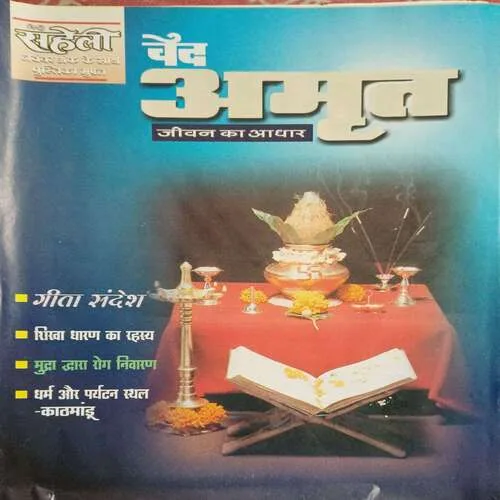 सहेली
के साथ
पुस्तिका मुफ्त
वेद
अमृत
जीवन का आधार
गीता संदेश
शिखा धारण का रहस्य
मुद्रा द्वारा रोग निवारण
धर्म और पर्यटन स्थल
-काठमांडू